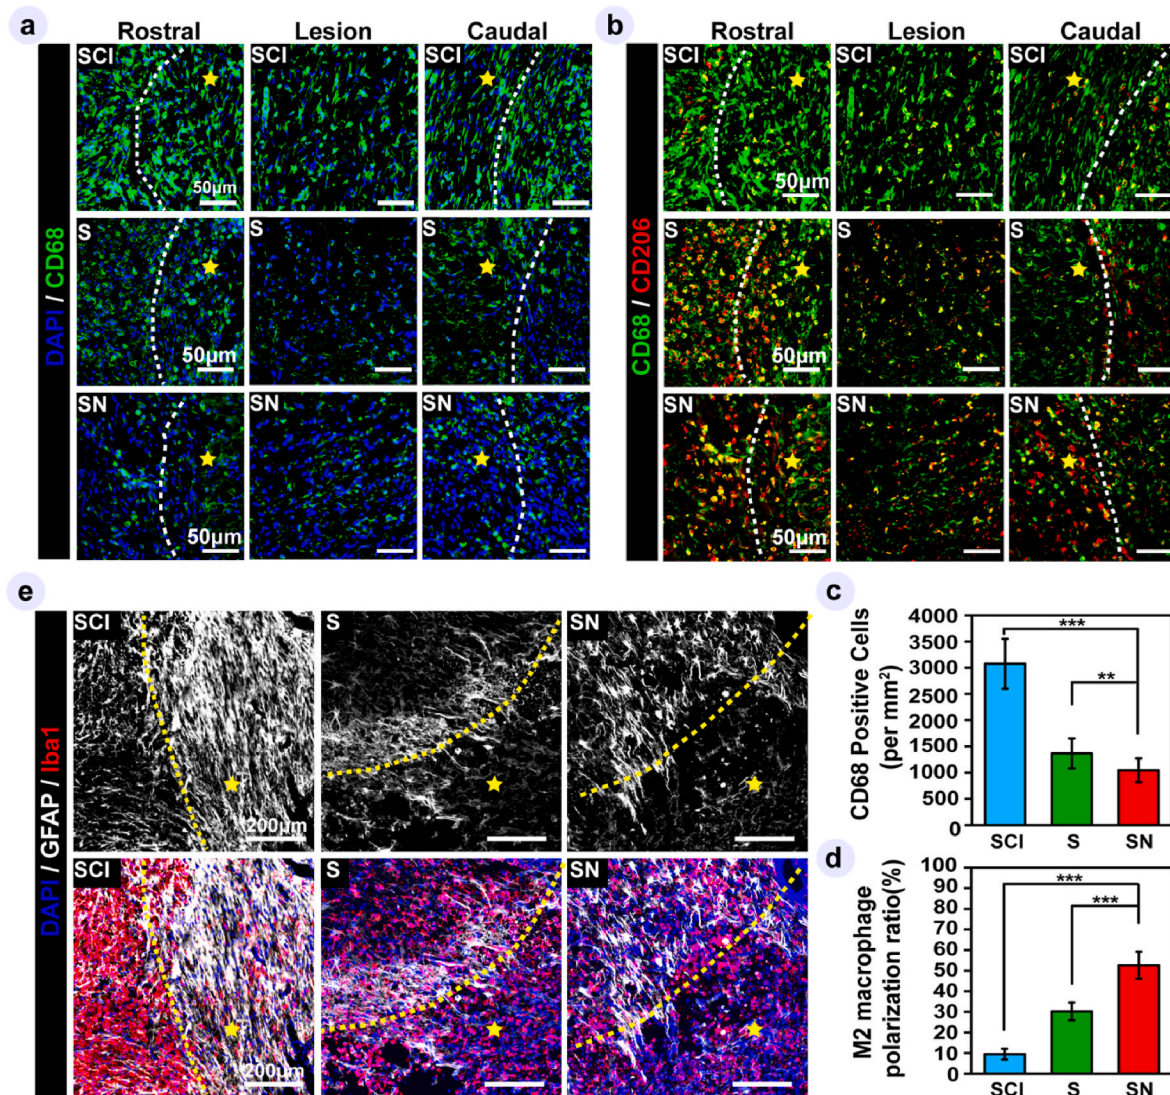 a
Rostral Lesion Caudal
DAPI / CD68
SCI SCI SCI
50μm
S S S
50μm
SN SN SN
50μm
b
Rostral Lesion Caudal
CD68 / CD206
SCI SCI SCI
50μm
S S S
50μm
SN SN SN
50μm
e
DAPI / GFAP / Iba1
SCI S SN
200μm
SCI S SN
200μm
c
CD68 Positive Cells
(per mm²)
4000
3500
3000
2500
2000
1500
1000
500
0
***
**
SCI S SN
d
M2 macrophage
polarization ratio(%)
100
90
80
70
60
50
40
30
20
10
0
***
***
SCI S SN